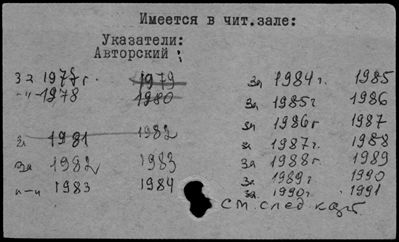 Имеется в чит.зале:
Указатели:
Авторский:
За 1978г. 1979
-"- 1978 1980
За 1981 1982
За 1982 1983
-"- 1983 1984
За 1984г. 1985
За 1985г 1986
За 1986г 1987
За 1987г. 1988
За 1988г. 1989
За 1989г. 1990
За 1990г. 1991
См. след